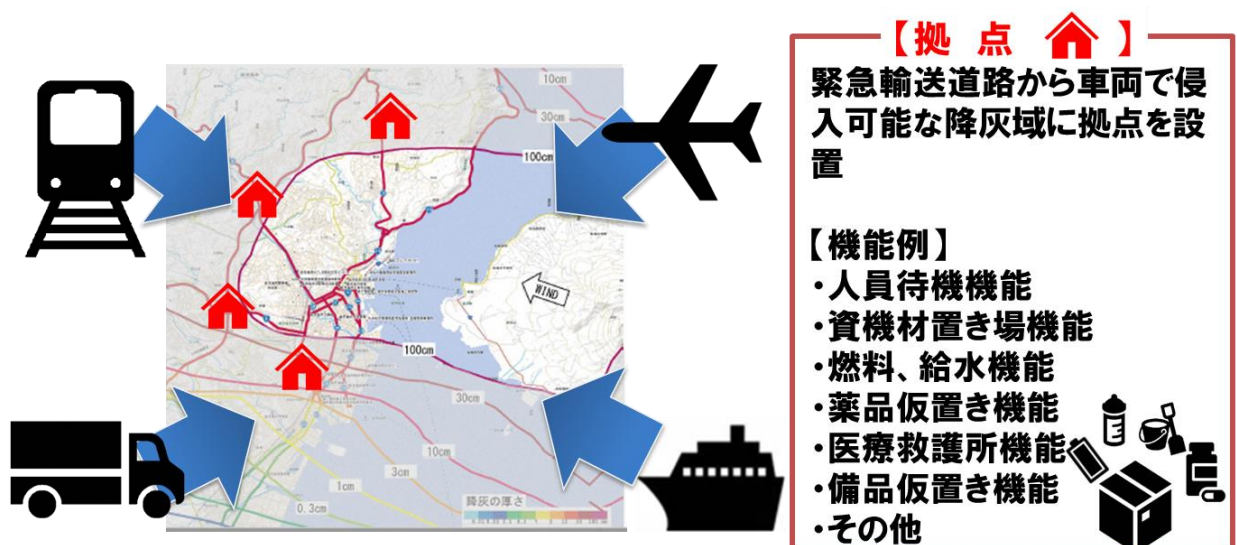 10cm
30cm
100cm
WIND
100cm
30cm
10cm
3cm
1cm
0.3cm
降灰の厚さ
【拠 点 】
緊急輸送道路から車両で侵
入可能な降灰域に拠点を設
置
【機能例】
・人員待機機能
・資機材置き場機能
・燃料、給水機能
・薬品仮置き機能
・医療救護所機能
・備品仮置き機能
・その他